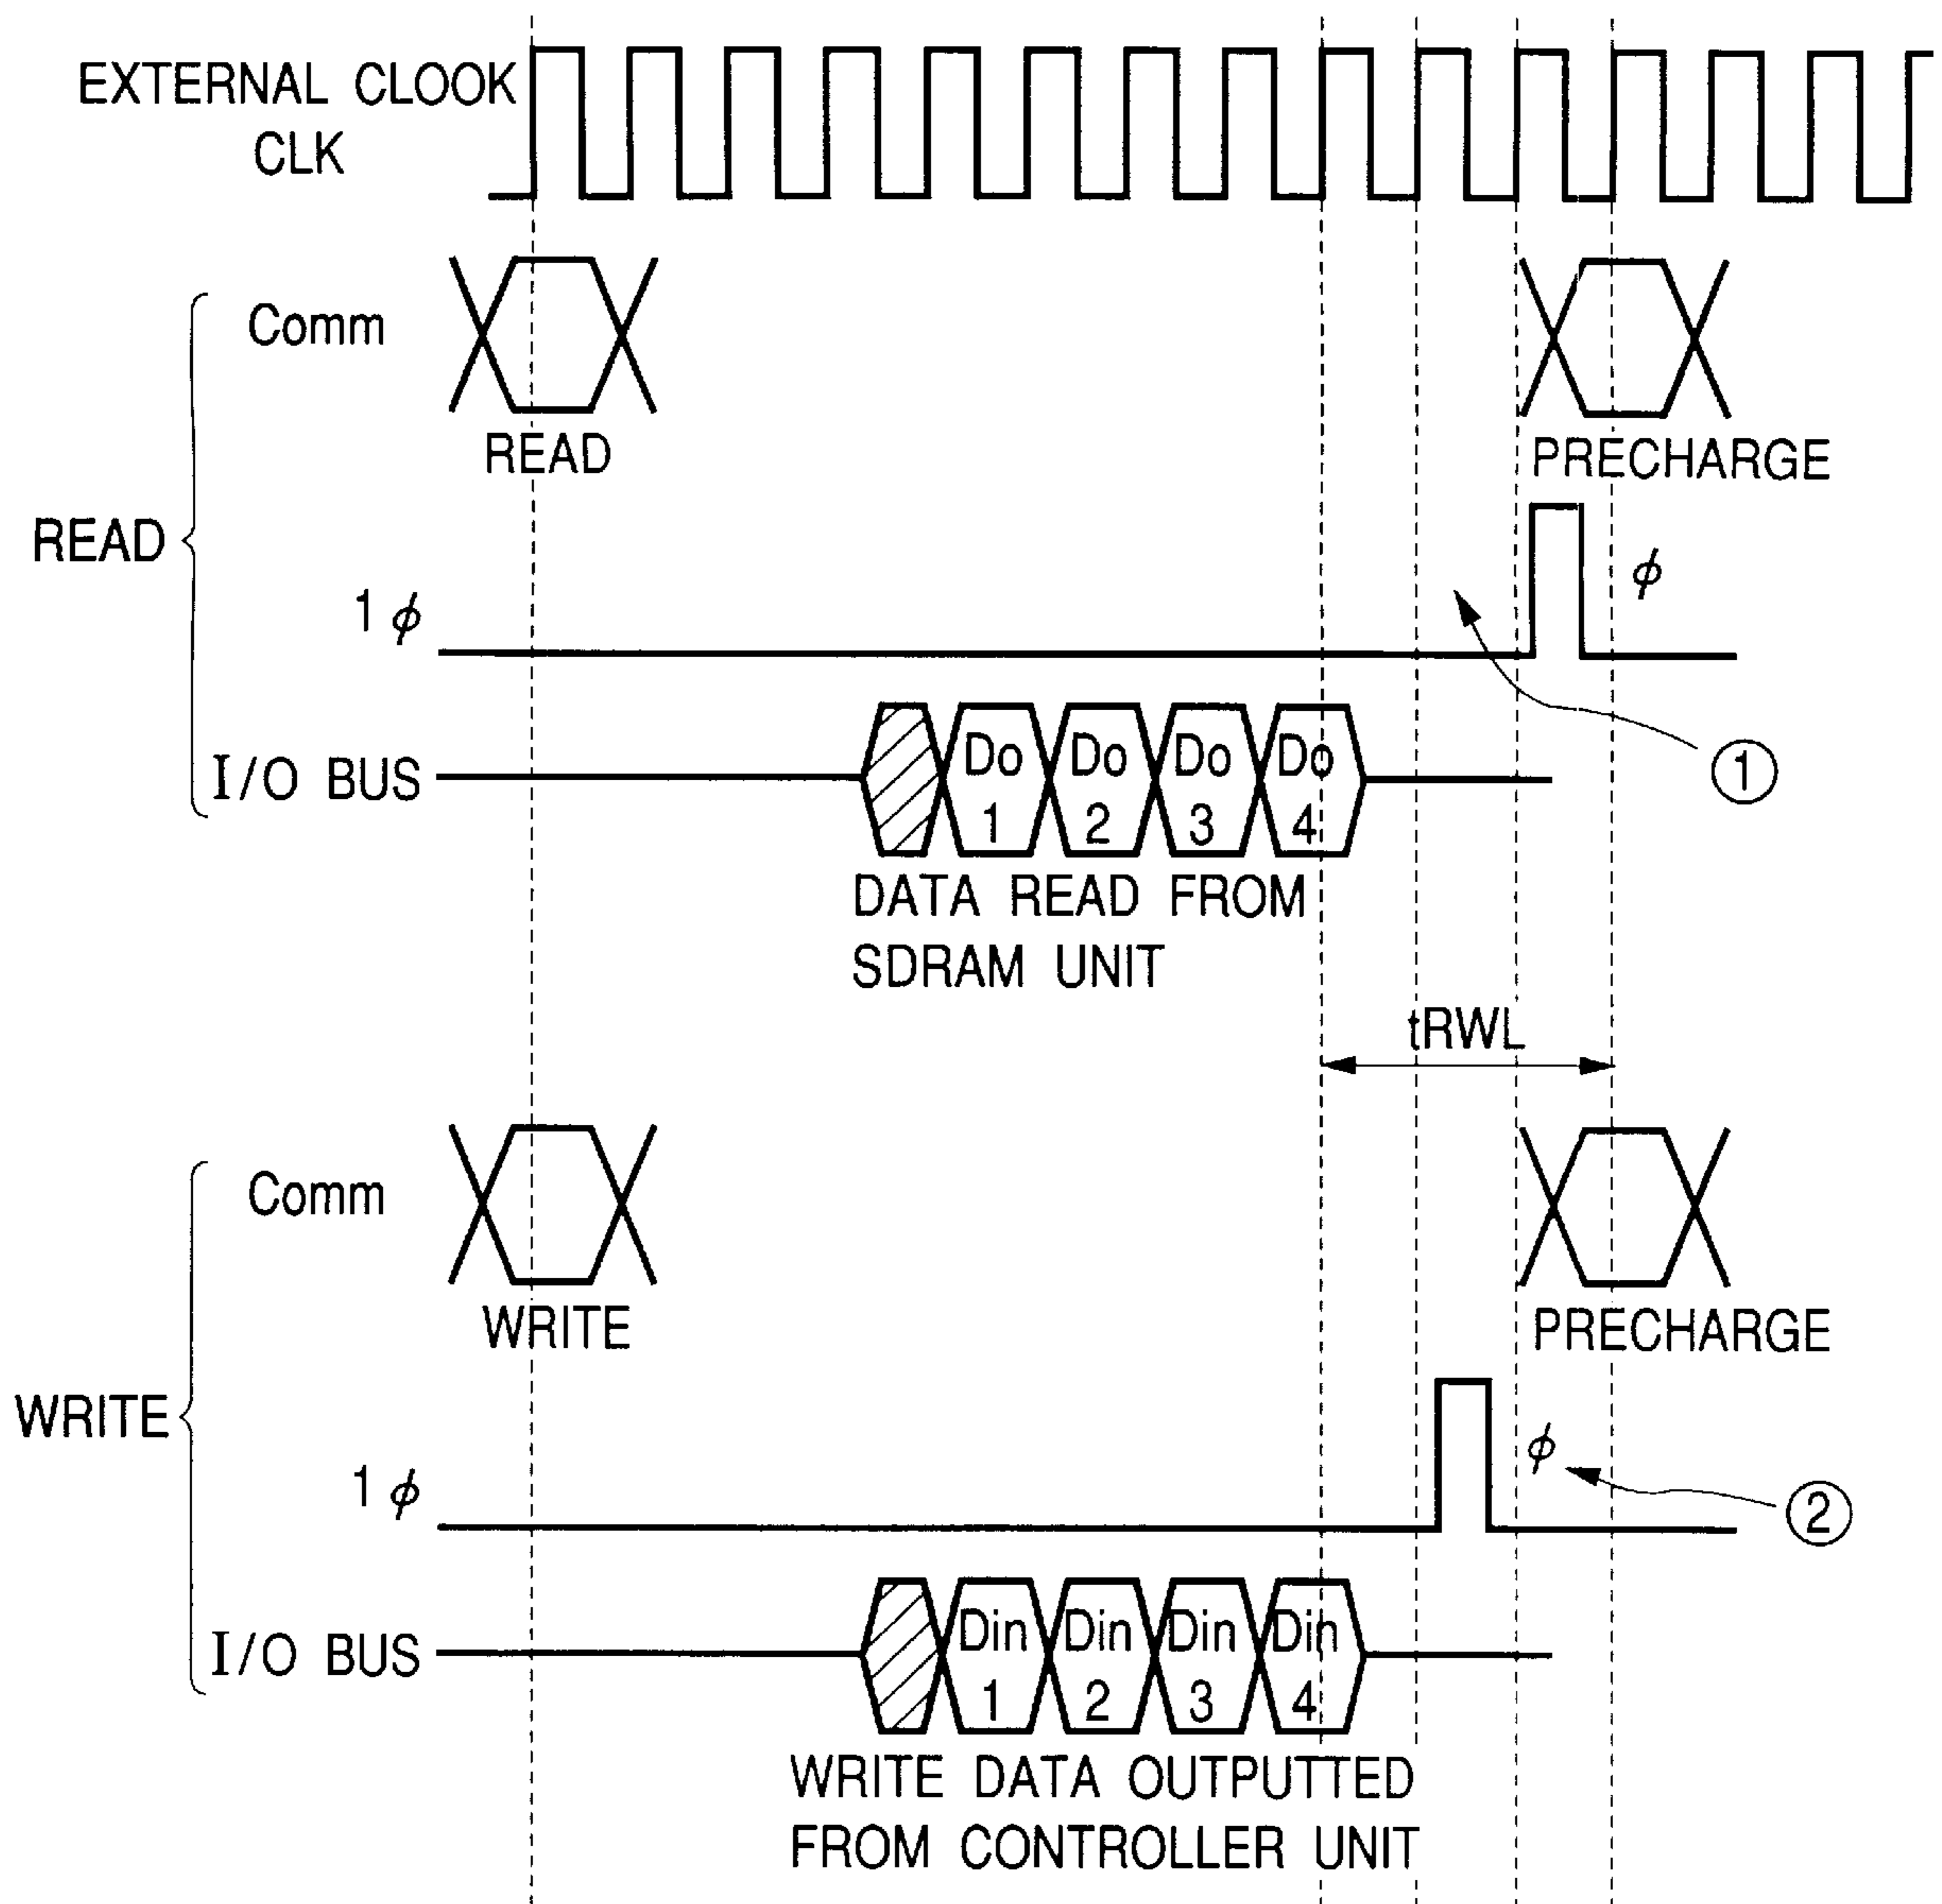 EXTERNAL CLOOK
CLK
Comm
READ
PRECHARGE
READ
1 ϕ
ϕ
I/O BUS
Do 1
Do 2
Do 3
Do 4
①
DATA READ FROM
SDRAM UNIT
tRWL
Comm
WRITE
PRECHARGE
WRITE
1 ϕ
ϕ
②
I/O BUS
Din 1
Din 2
Din 3
Din 4
WRITE DATA OUTPUTTED
FROM CONTROLLER UNIT